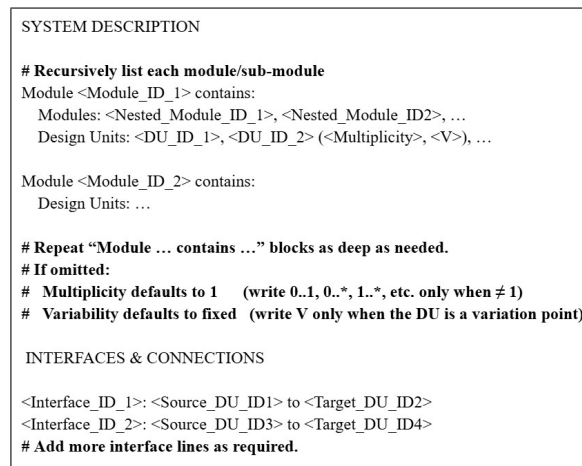 SYSTEM DESCRIPTION
# Recursively list each module/sub-module
Module <Module_ID_1> contains:
Modules: <Nested_Module_ID_1>, <Nested_Module_ID2>, …
Design Units: <DU_ID_1>, <DU_ID_2> (<Multiplicity>, <V>), …
Module <Module_ID_2> contains:
Design Units: …
# Repeat “Module … contains …” blocks as deep as needed.
# If omitted:
# Multiplicity defaults to 1 (write 0..1, 0..*, 1..*, etc. only when ≠ 1)
# Variability defaults to fixed (write V only when the DU is a variation point)
INTERFACES & CONNECTIONS
<Interface_ID_1>: <Source_DU_ID1> to <Target_DU_ID2>
<Interface_ID_2>: <Source_DU_ID3> to <Target_DU_ID4>
# Add more interface lines as required.